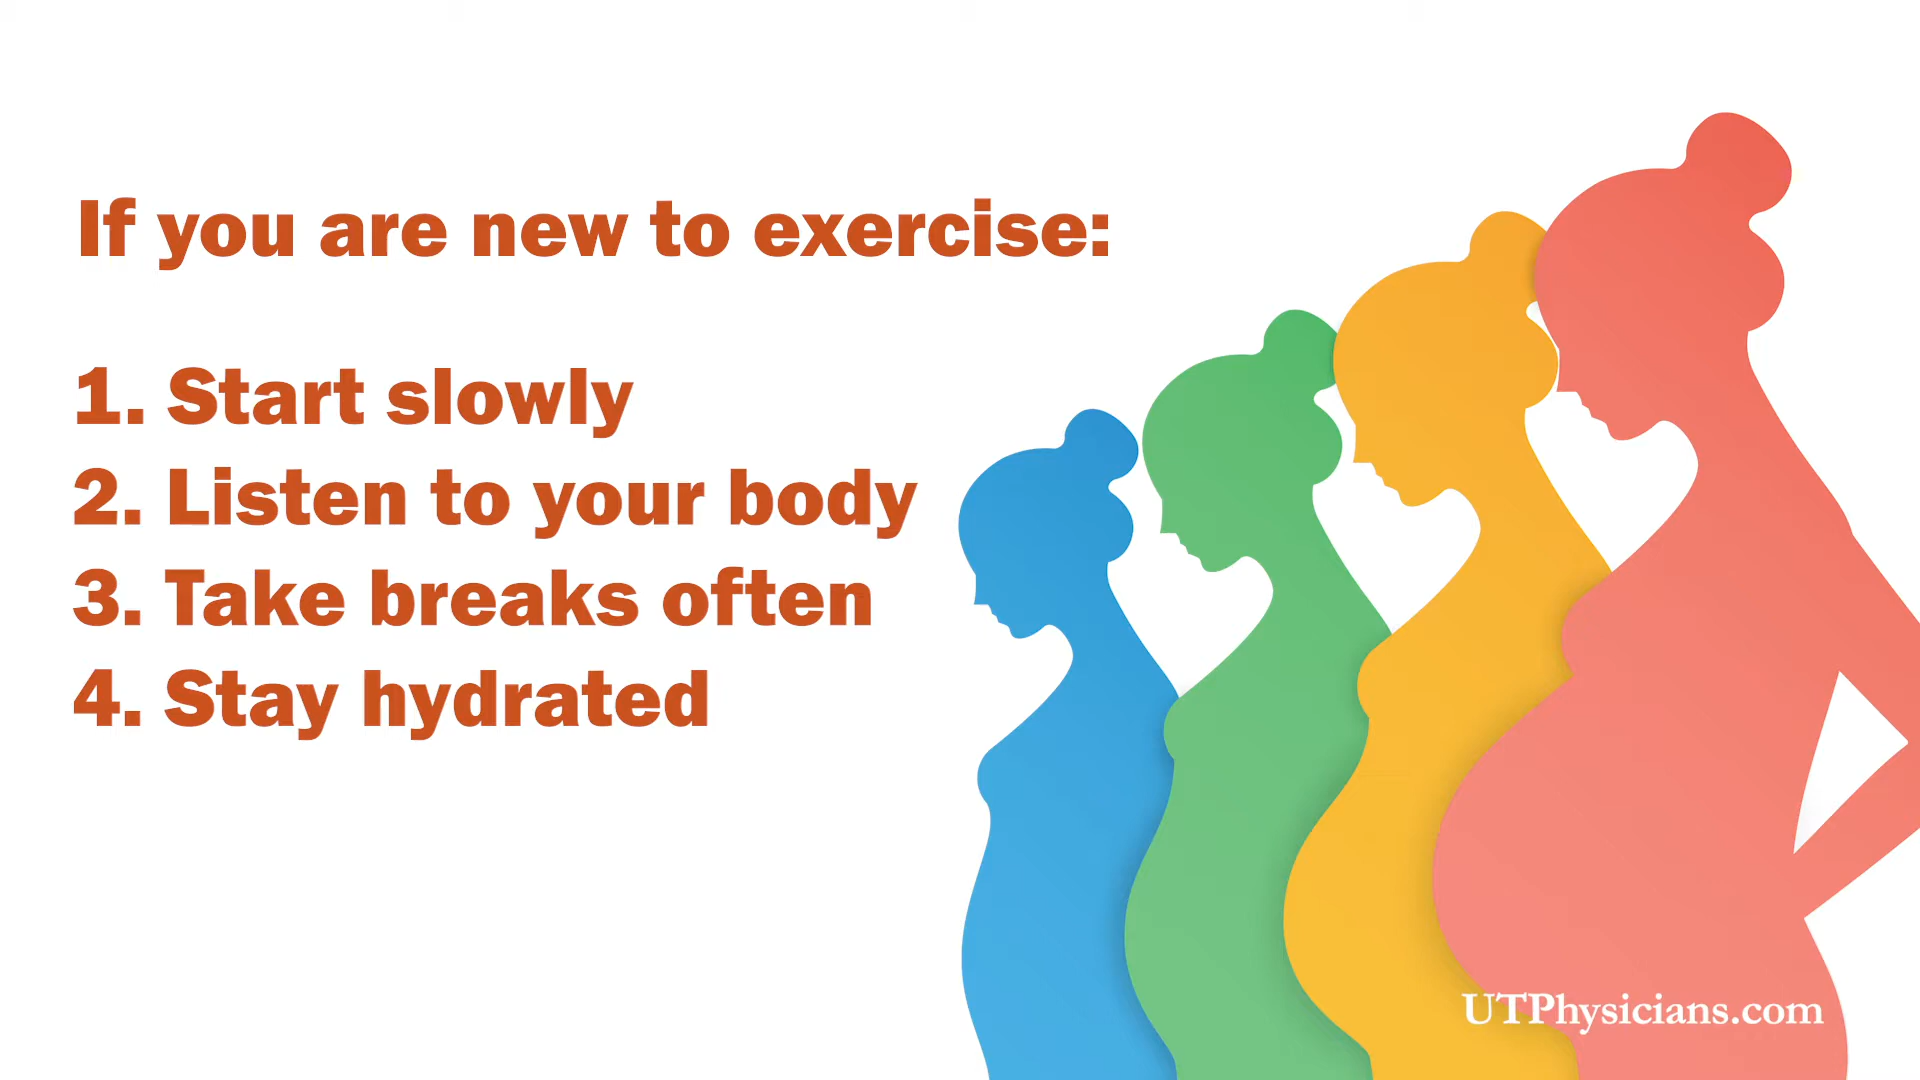 If you are new to exercise:
1. Start slowly
2. Listen to your body
3. Take breaks often
4. Stay hydrated
UTPhysicians.com